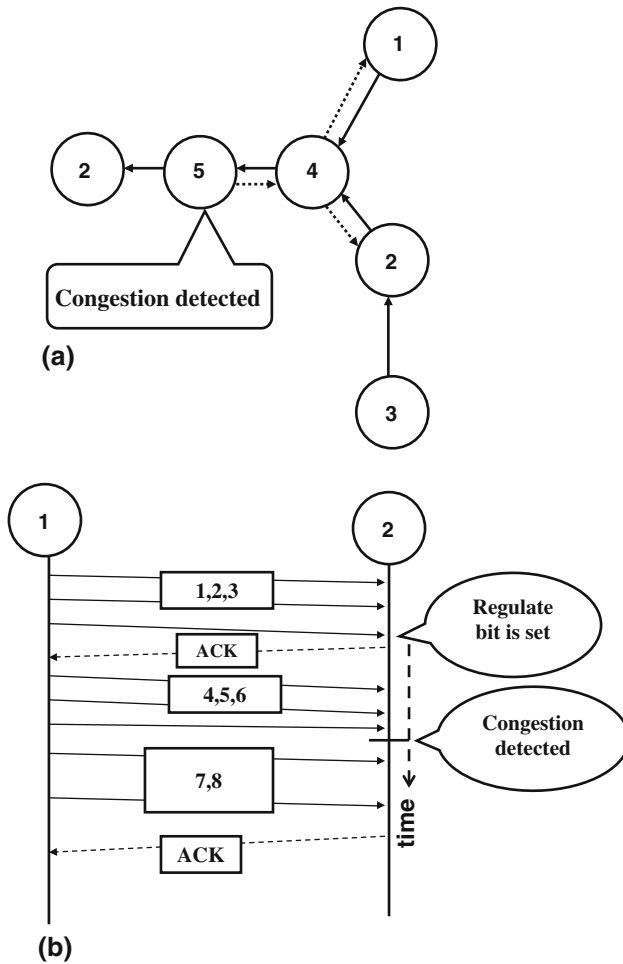 1
2
5
4
2
Congestion detected
(a)
3
1
2
1,2,3
Regulate
bit is set
ACK
4,5,6
Congestion
detected
7,8
time
ACK
(b)